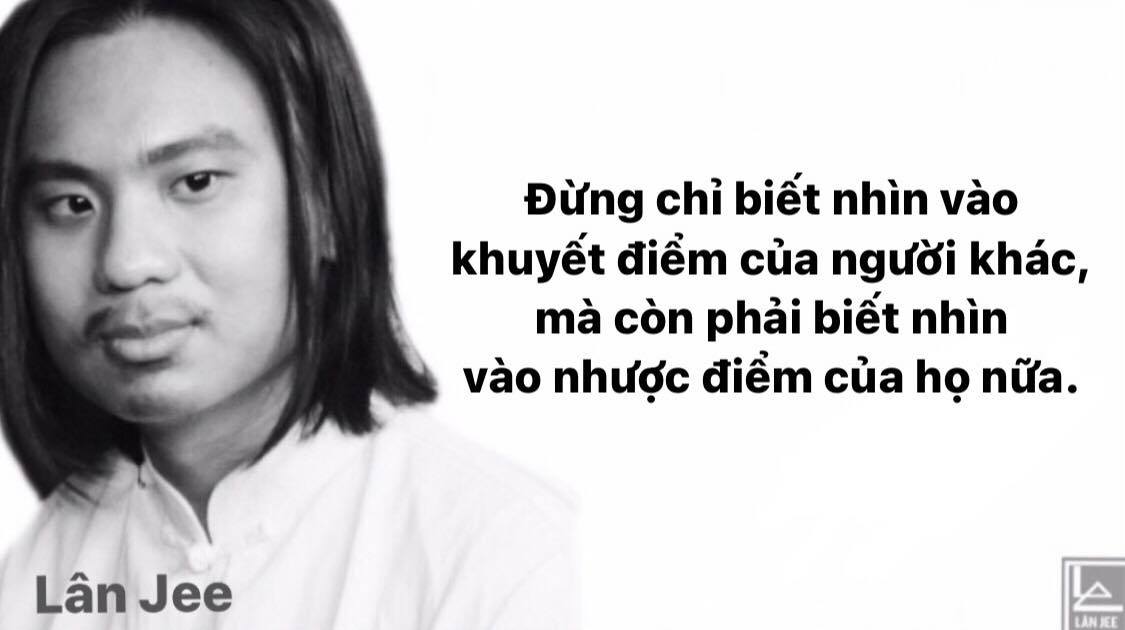 Đừng chỉ biết nhìn vào
khuyết điểm của người khác,
mà còn phải biết nhìn
vào nhược điểm của họ nữa.
Lân Jee
LÂN JEE